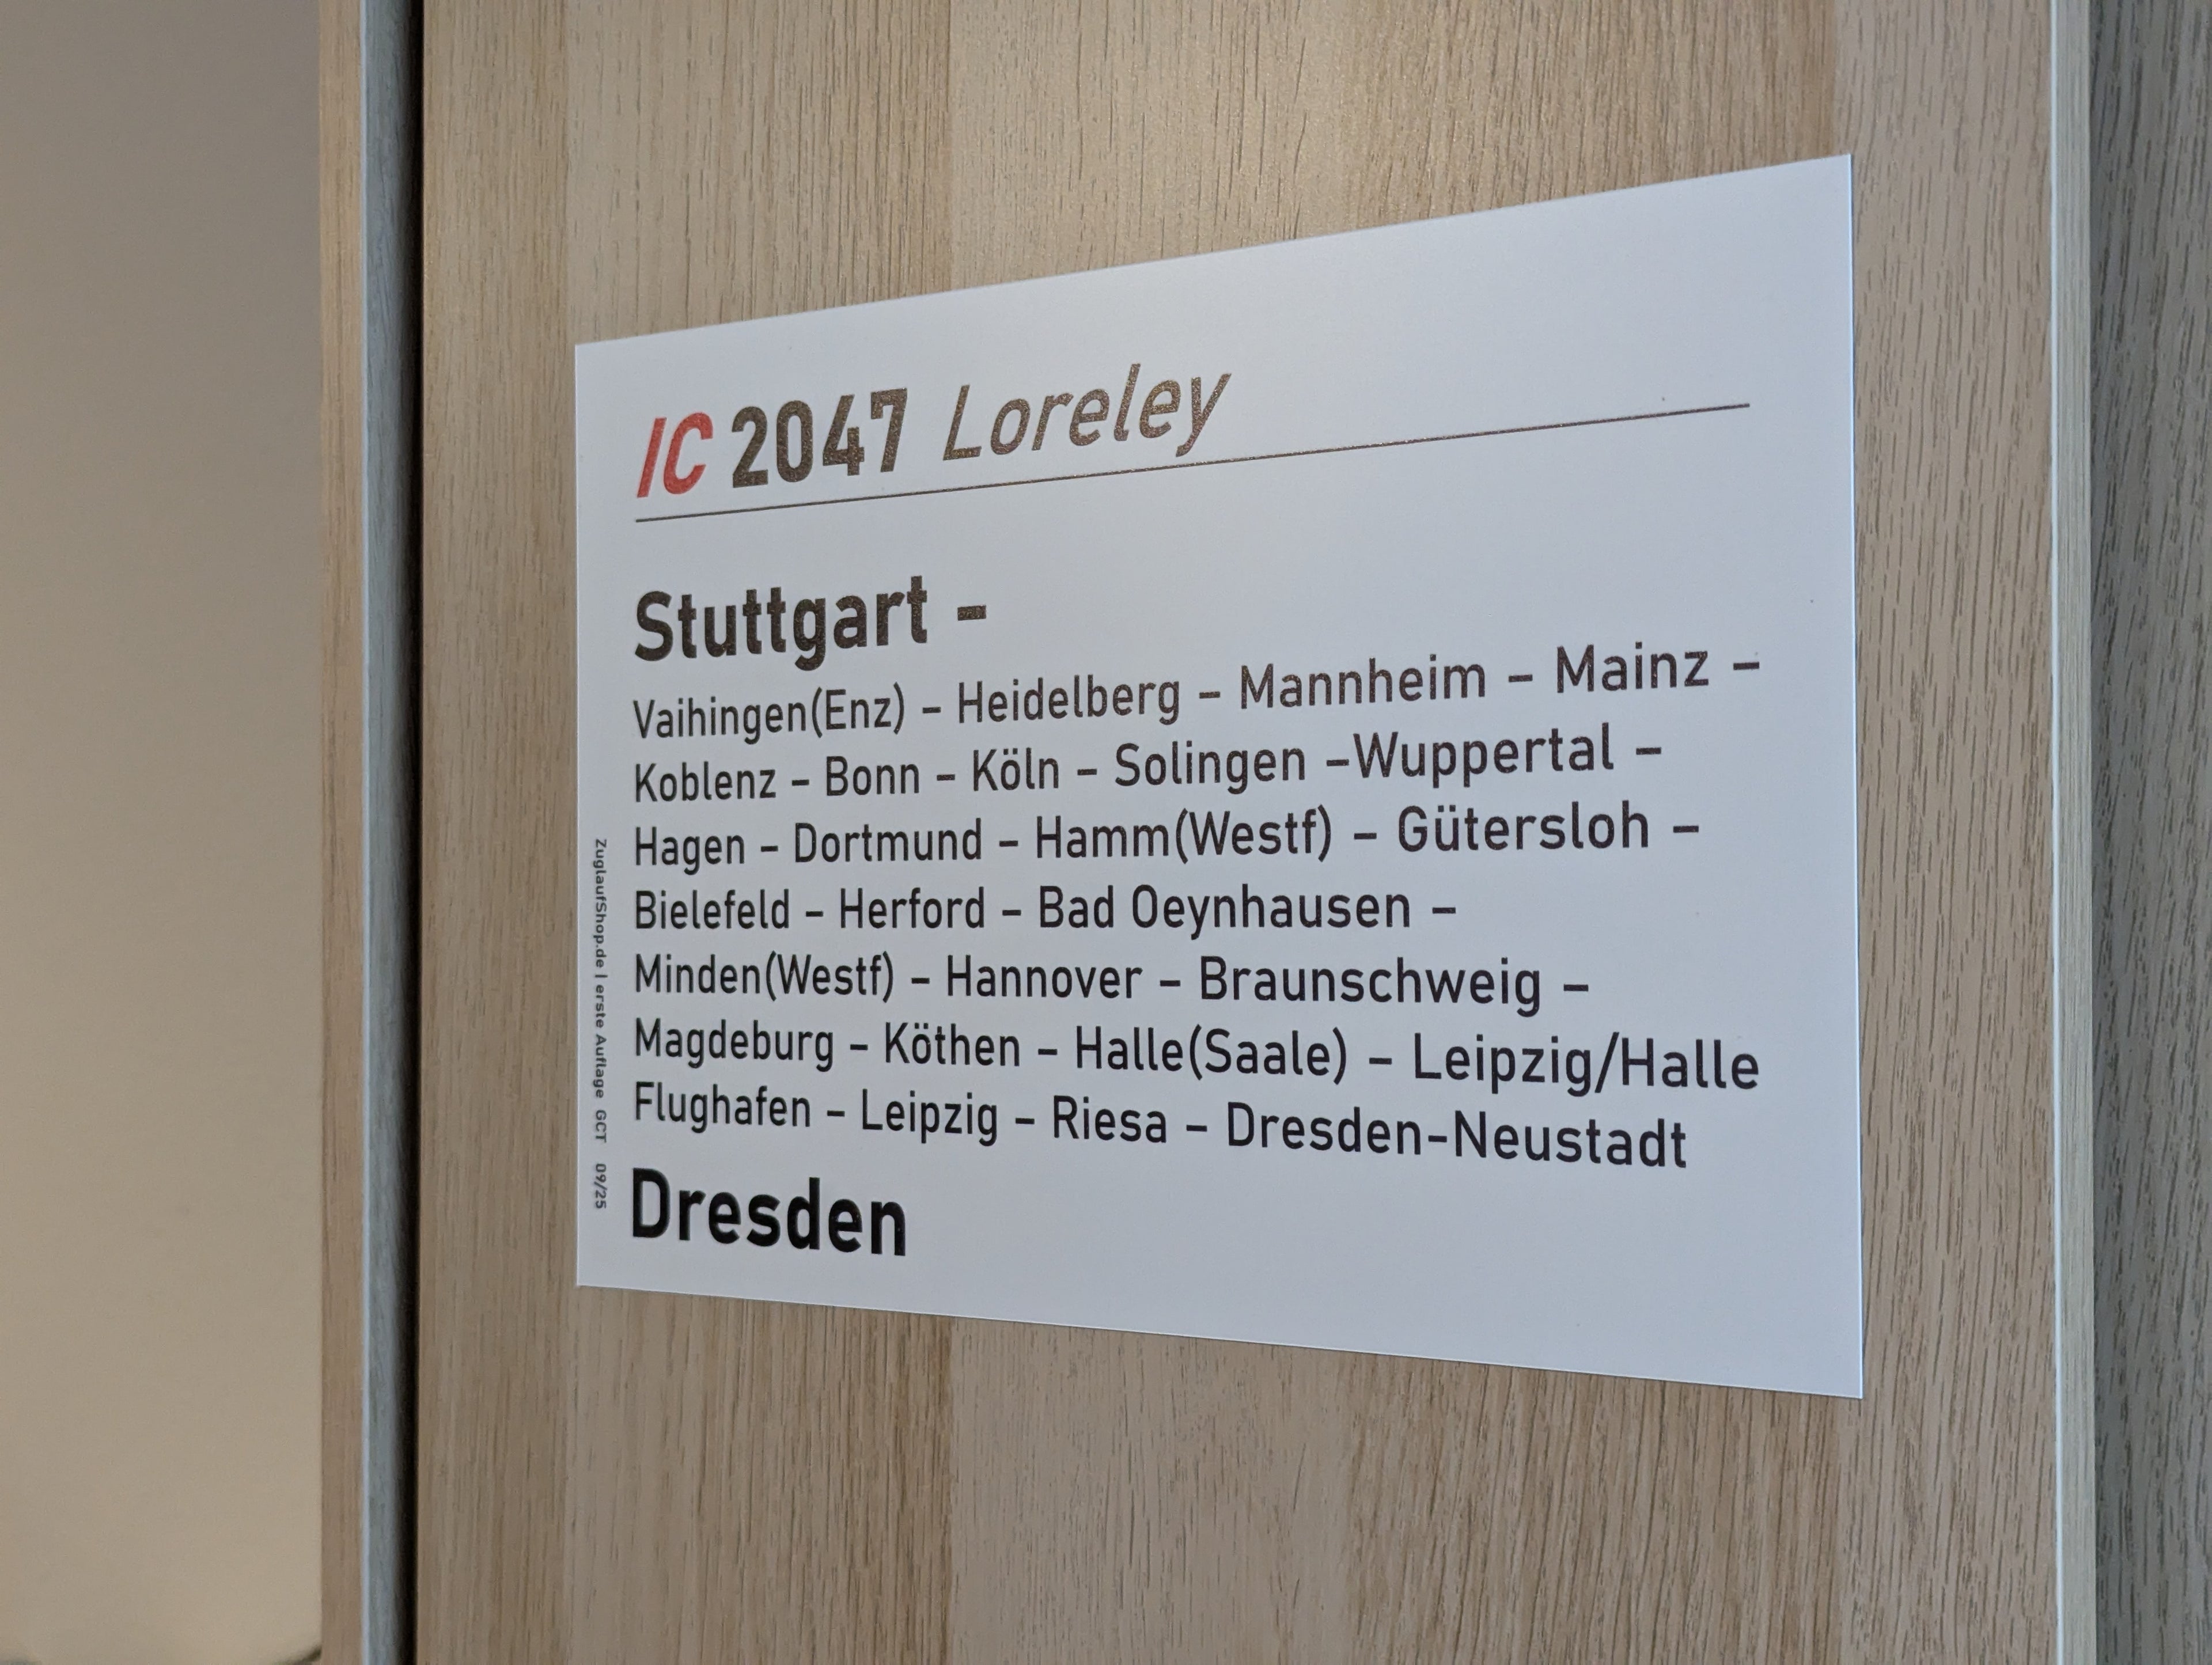 IC 2047 Loreley
Stuttgart –
Vaihingen(Enz) – Heidelberg – Mannheim – Mainz –
Koblenz – Bonn – Köln – Solingen –Wuppertal –
Hagen – Dortmund – Hamm(Westf) – Gütersloh –
Bielefeld – Herford – Bad Oeynhausen –
Minden(Westf) – Hannover – Braunschweig –
Magdeburg – Köthen – Halle(Saale) – Leipzig/Halle
Flughafen – Leipzig – Riesa – Dresden-Neustadt
Dresden
ZuglaufShop.de | erste Auflage GCT 09/25